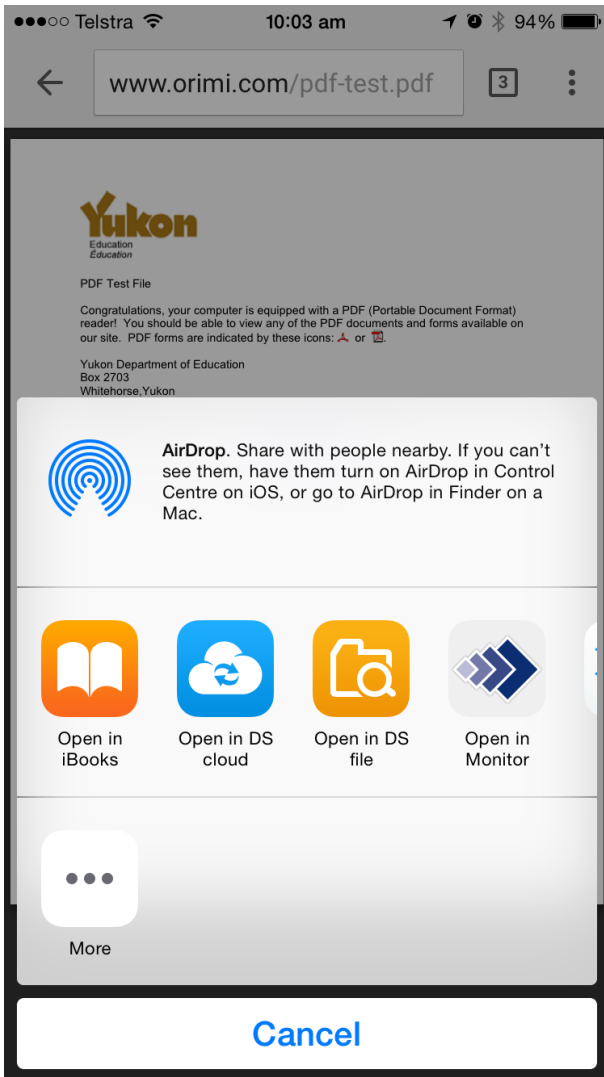 Telstra 10:03 am 94%
www.orimi.com/pdf-test.pdf 3
Yukon
Education
Éducation
PDF Test File
Congratulations, your computer is equipped with a PDF (Portable Document Format)
reader! You should be able to view any of the PDF documents and forms available on
our site. PDF forms are indicated by these icons: or .
Yukon Department of Education
Box 2703
Whitehorse,Yukon
AirDrop. Share with people nearby. If you can't
see them, have them turn on AirDrop in Control
Centre on iOS, or go to AirDrop in Finder on a
Mac.
Open in
iBooks
Open in DS
cloud
Open in DS
file
Open in
Monitor
More
Cancel